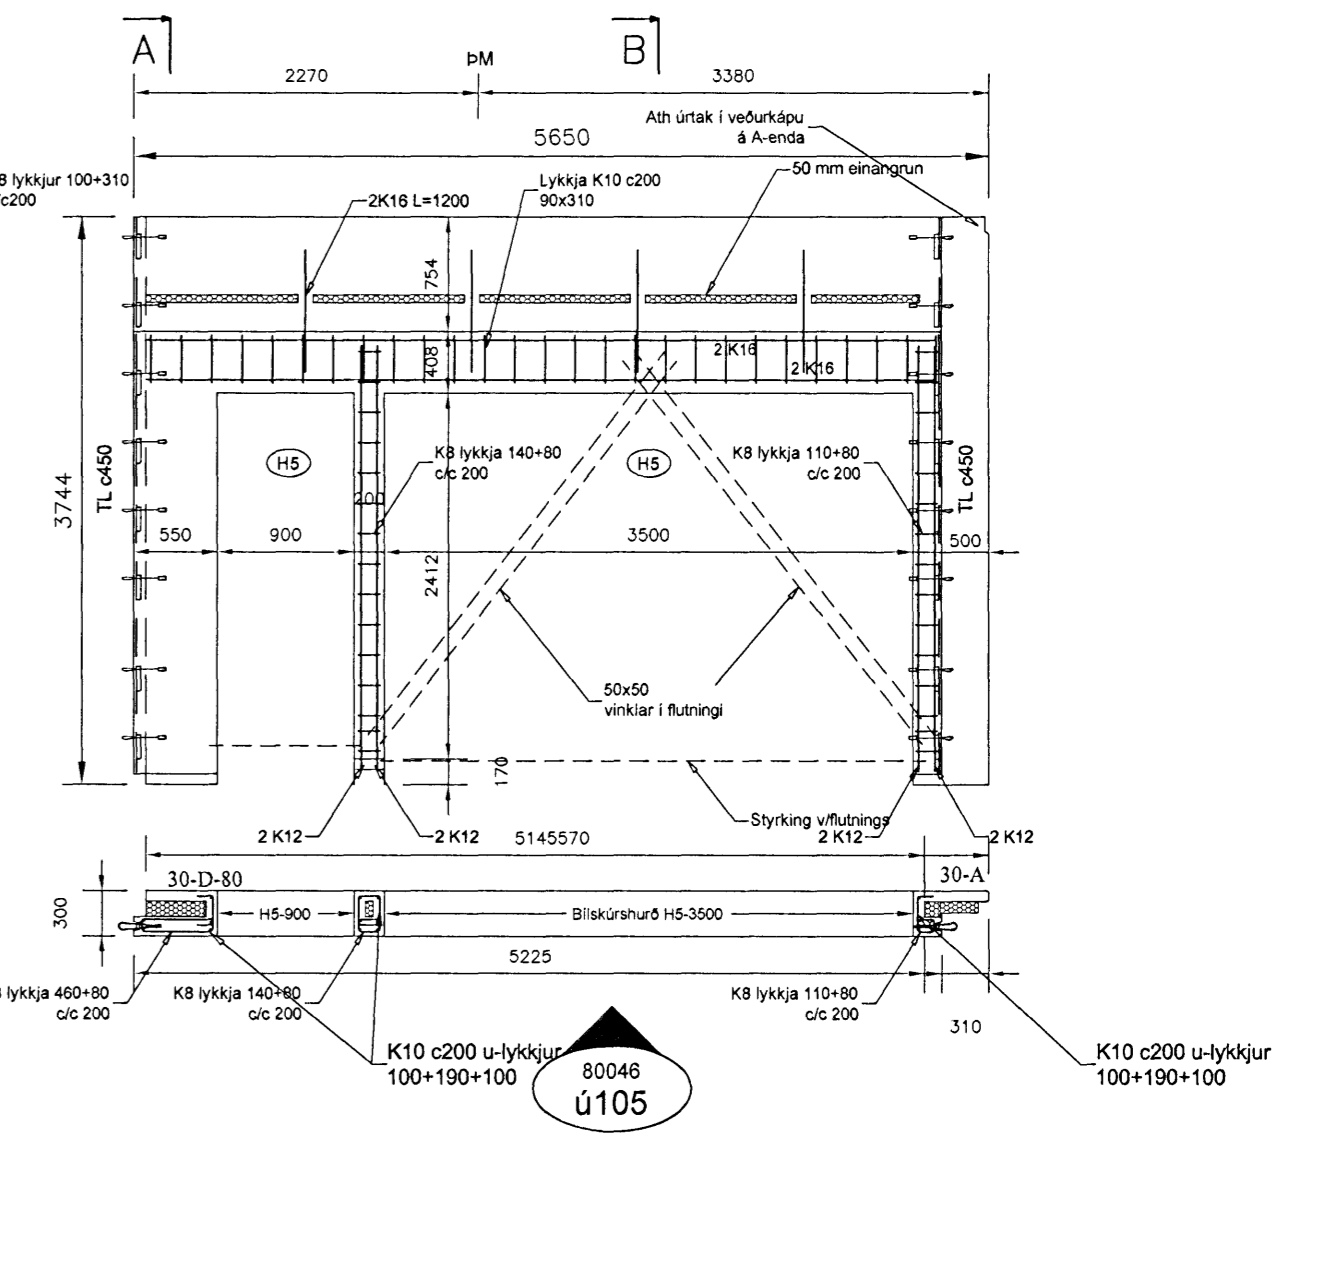 A
B
ÞM
2270
3380
Ath úrtak í veðurkápu
á A-enda
5650
50 mm einangrun
8 lykkjur 100+310
c200
2K16 L=1200
Lykkja K10 c200
90x310
754
408
2 K16
2 K16
3744
TL c450
H5
K8 lykkja 140+80
c/c 200
H5
K8 lykkja 110+80
c/c 200
TL c450
200
550
900
3500
500
2412
50x50
vinklar í flutningi
170
Styrking v/flutnings
2 K12
2 K12
2 K12
2 K12
5145570
30-D-80
30-A
300
H5-900
Bílskúrshurð H5-3500
5225
lykkja 460+80
c/c 200
K8 lykkja 140+80
c/c 200
K8 lykkja 110+80
c/c 200
310
K10 c200 u-lykkjur
100+190+100
K10 c200 u-lykkjur
100+190+100
80046
ú105